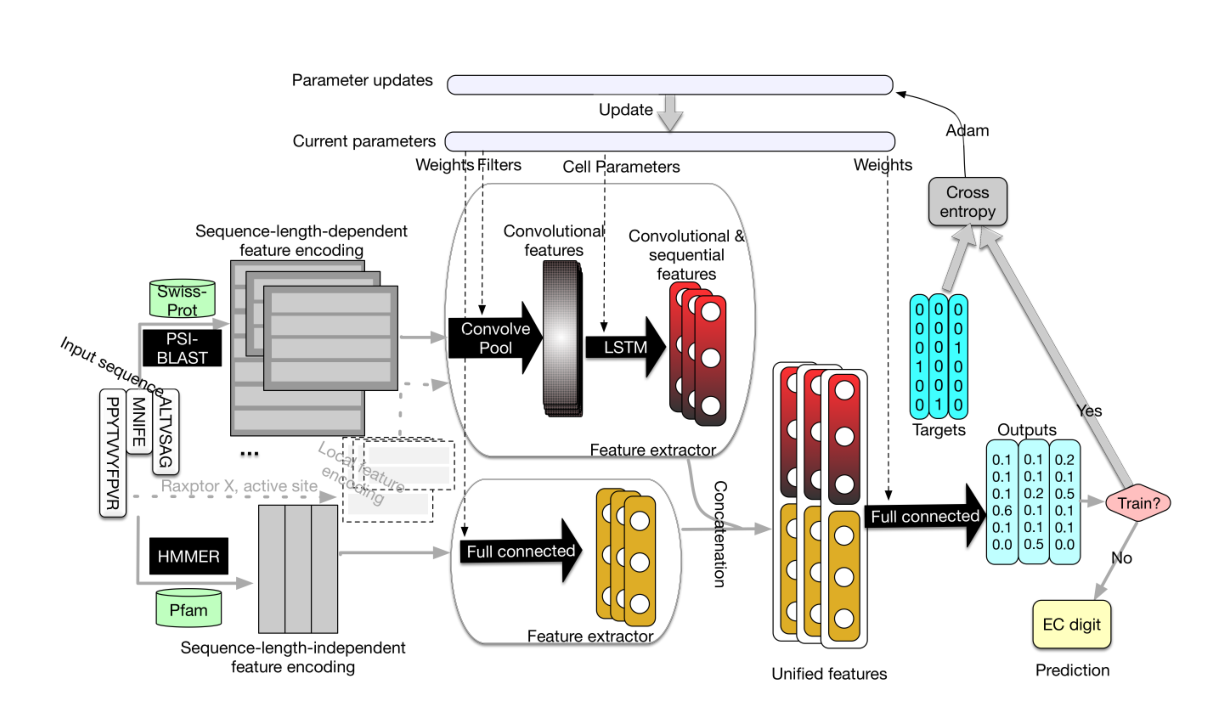 Parameter updates
Update
Current parameters
Adam
Weights Filters
Cell Parameters
Weights
Cross
entropy
Sequence-length-dependent
feature encoding
Convolutional
features
Convolutional &
sequential
features
Swiss-
Prot
PSI-
BLAST
Convolve
Pool
LSTM
Input sequence
PPYTVVYFPVR
MNIFE
ALTVSAG
...
0 0 0
0 0 0
0 0 1
1 0 0
0 0 0
0 1 0
Targets
Yes
Outputs
Feature extractor
Local feature
encoding
Raxptor X, active site
Concatenation
0.1 0.1 0.2
0.1 0.1 0.1
0.1 0.2 0.5
0.6 0.1 0.1
0.1 0.1 0.1
0.0 0.5 0.0
Full connected
Train?
HMMER
Full connected
No
Pfam
Feature extractor
EC digit
Sequence-length-independent
feature encoding
Unified features
Prediction